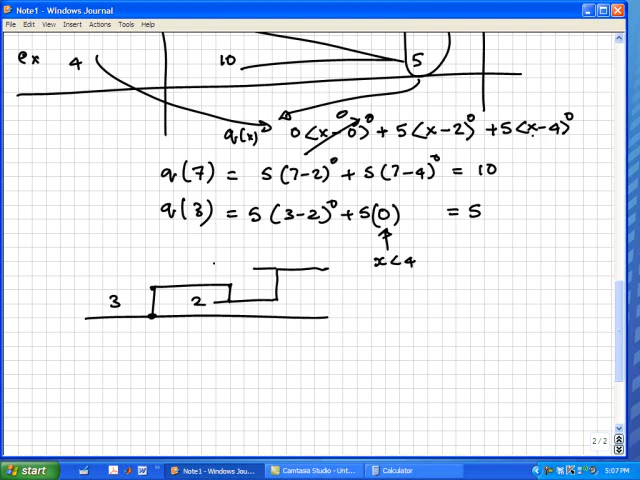 Note1 - Windows Journal
File Edit View Insert Actions Tools Help
ex 4 10 5
q(x) = 0<x-0>⁰ + 5<x-2>⁰ + 5<x-4>⁰
0
q(7) = 5(7-2)⁰ + 5(7-4)⁰ = 10
q(3) = 5(3-2)⁰ + 5(0) = 5
x<4
3 2
2/2
start Note1 - Windows Jou... Camtasia Studio - Unt... Calculator 5:07 PM